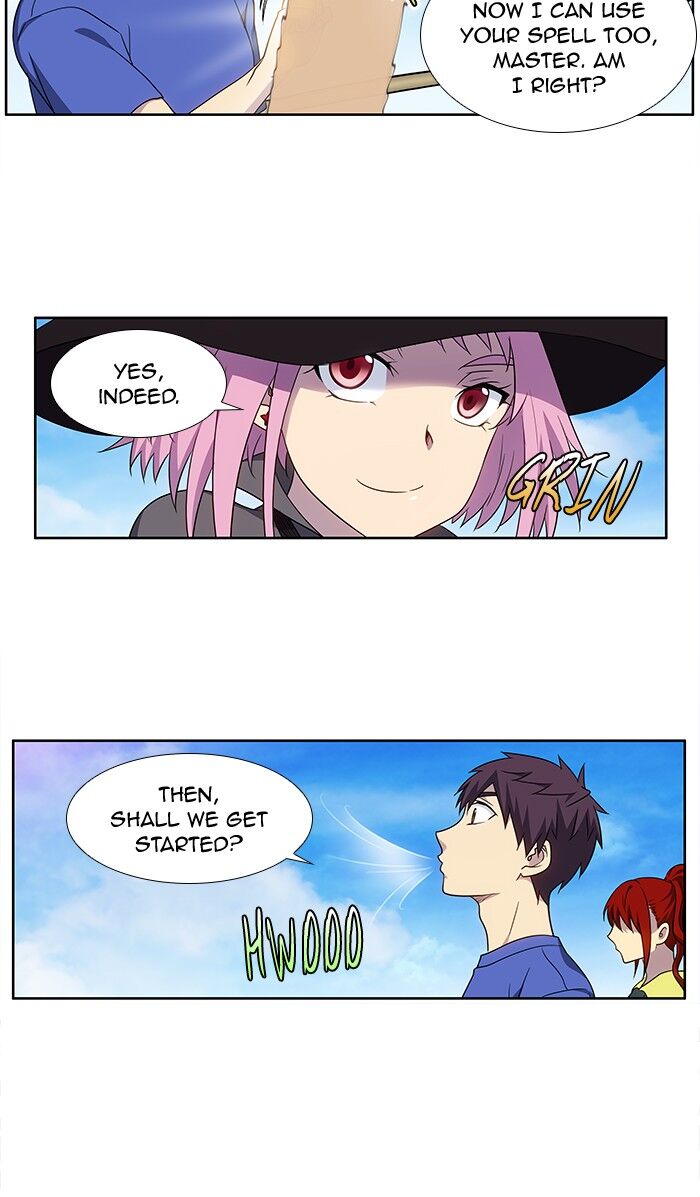 NOW I CAN USE
YOUR SPELL TOO,
MASTER. AM
I RIGHT?
YES,
INDEED.
GRIN
THEN,
SHALL WE GET
STARTED?
HWOOO